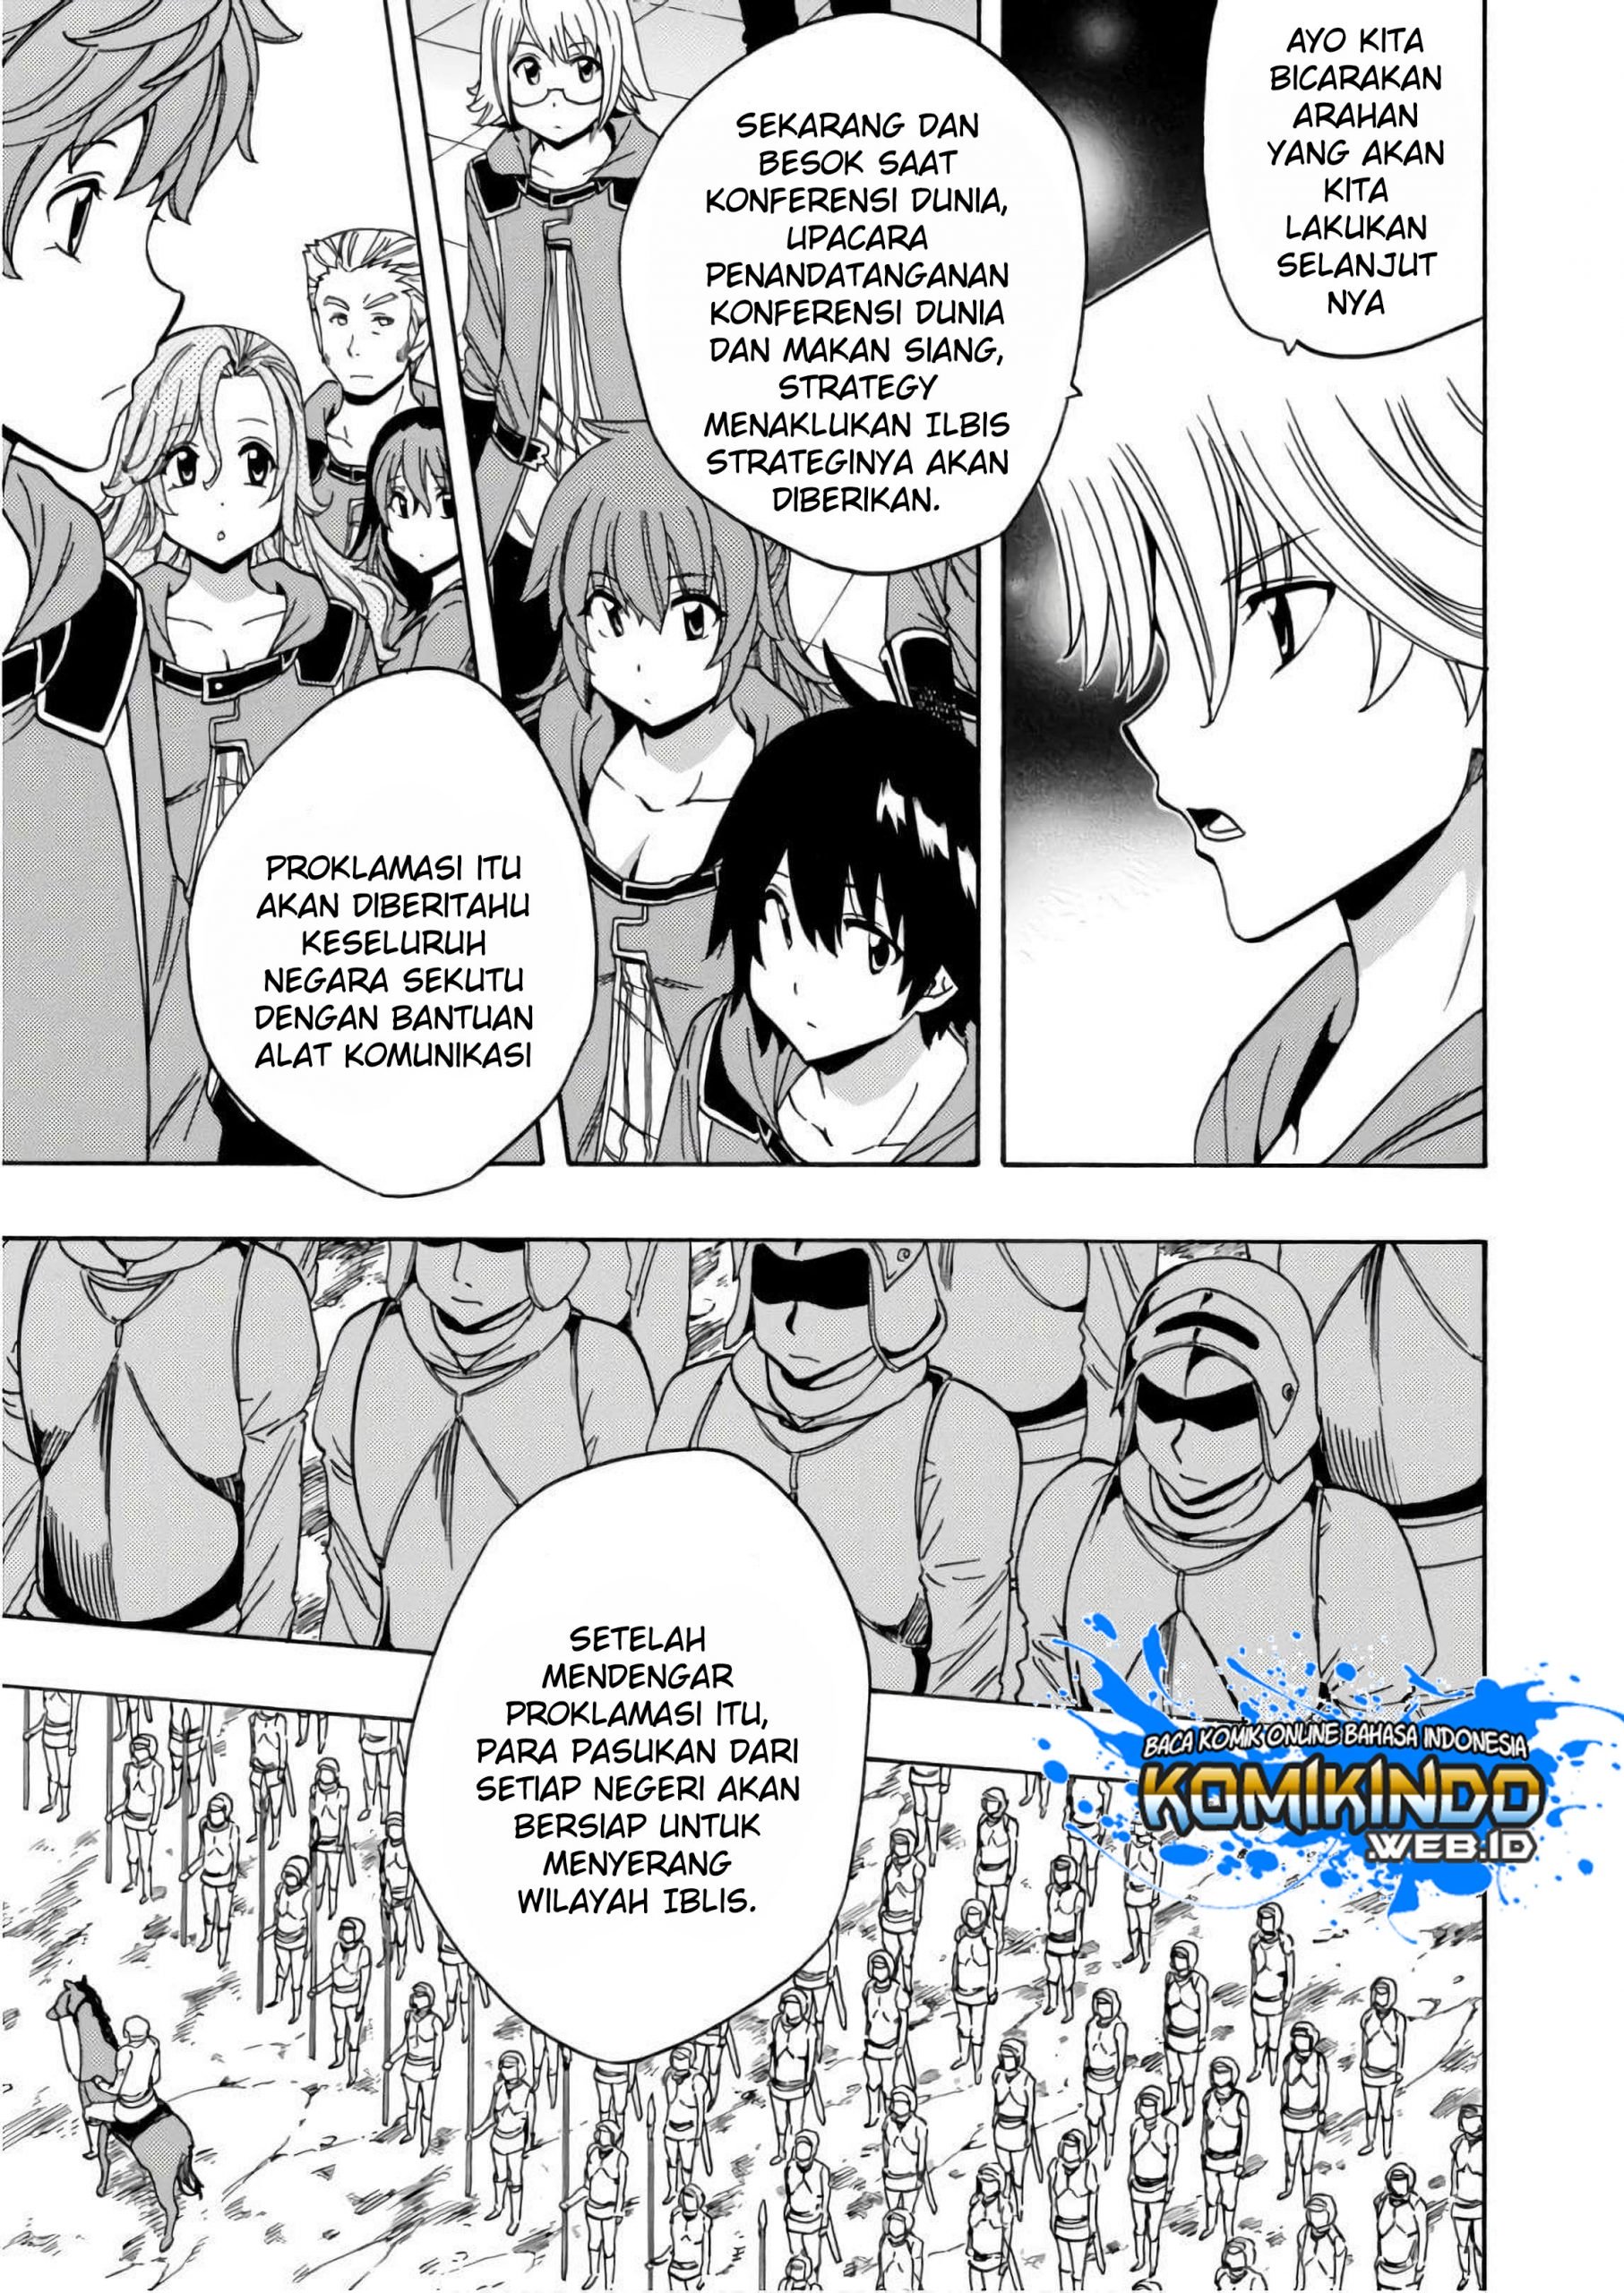 AYO KITA
BICARAKAN
ARAHAN
YANG AKAN
KITA
LAKUKAN
SELANJUT
NYA
SEKARANG DAN
BESOK SAAT
KONFERENSI DUNIA,
UPACARA
PENANDATANGANAN
KONFERENSI DUNIA
DAN MAKAN SIANG,
STRATEGY
MENAKLUKAN ILBIS
STRATEGINYA AKAN
DIBERIKAN.
PROKLAMASI ITU
AKAN DIBERITAHU
KESELURUH
NEGARA SEKUTU
DENGAN BANTUAN
ALAT KOMUNIKASI
SETELAH
MENDENGAR
PROKLAMASI ITU,
PARA PASUKAN DARI
SETIAP NEGERI AKAN
BERSIAP UNTUK
MENYERANG
WILAYAH IBLIS.
BACA KOMIK ONLINE BAHASA INDONESIA
KOMIKINDO
.WEB.ID